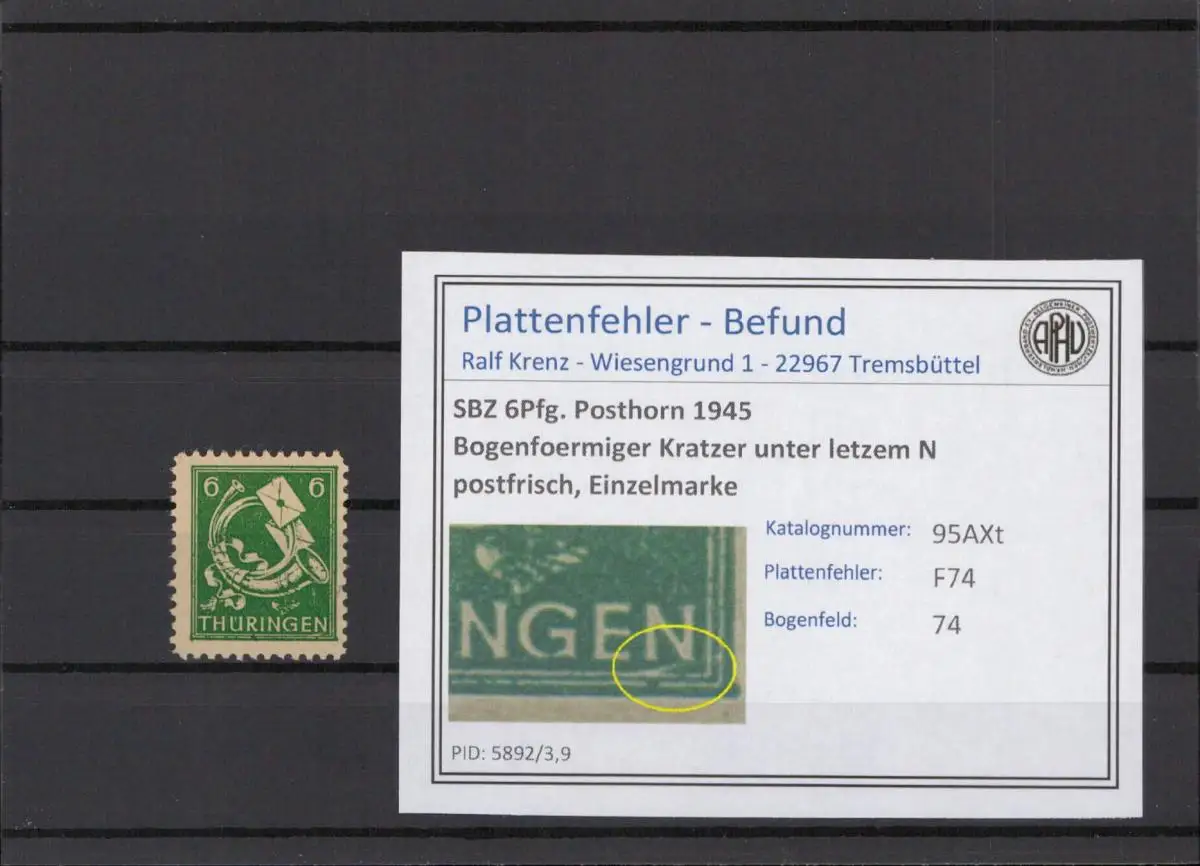 6 6
THÜRINGEN
Plattenfehler - Befund
Ralf Krenz - Wiesengrund 1 - 22967 Tremsbüttel
APHV
SBZ 6Pfg. Posthorn 1945
Bogenfoermiger Kratzer unter letzem N
postfrisch, Einzelmarke
NGEN
Katalognummer: 95AXt
Plattenfehler: F74
Bogenfeld: 74
PID: 5892/3,9